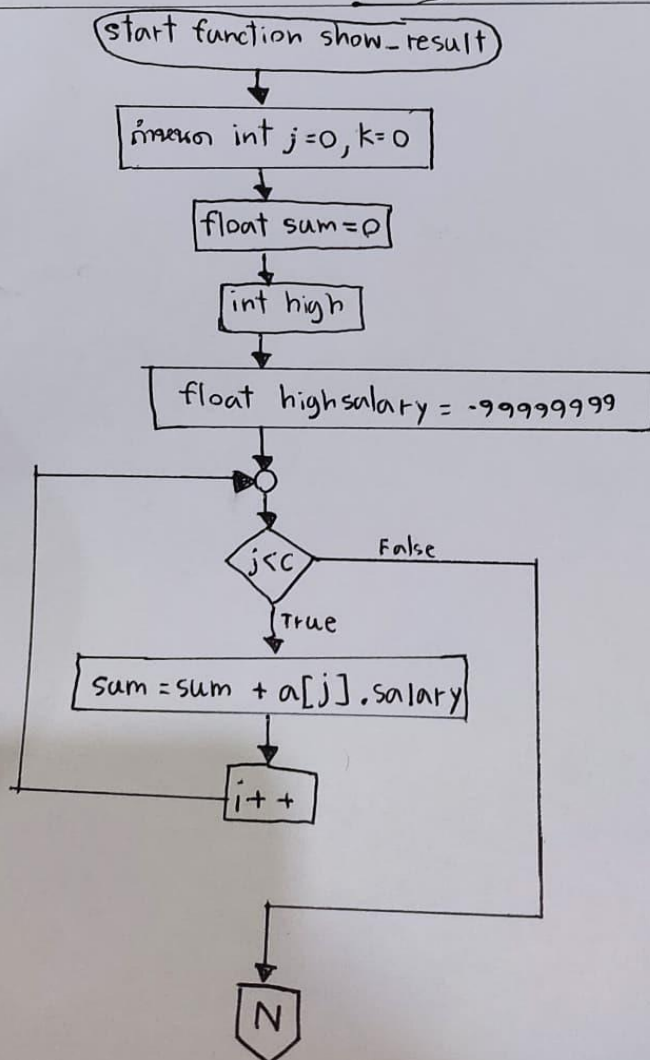 start function show_result
กำหนด int j=0, k=0
float sum=0
int high
float highsalary = -99999999
j<c
False
True
sum = sum + a[j].salary
j++
N